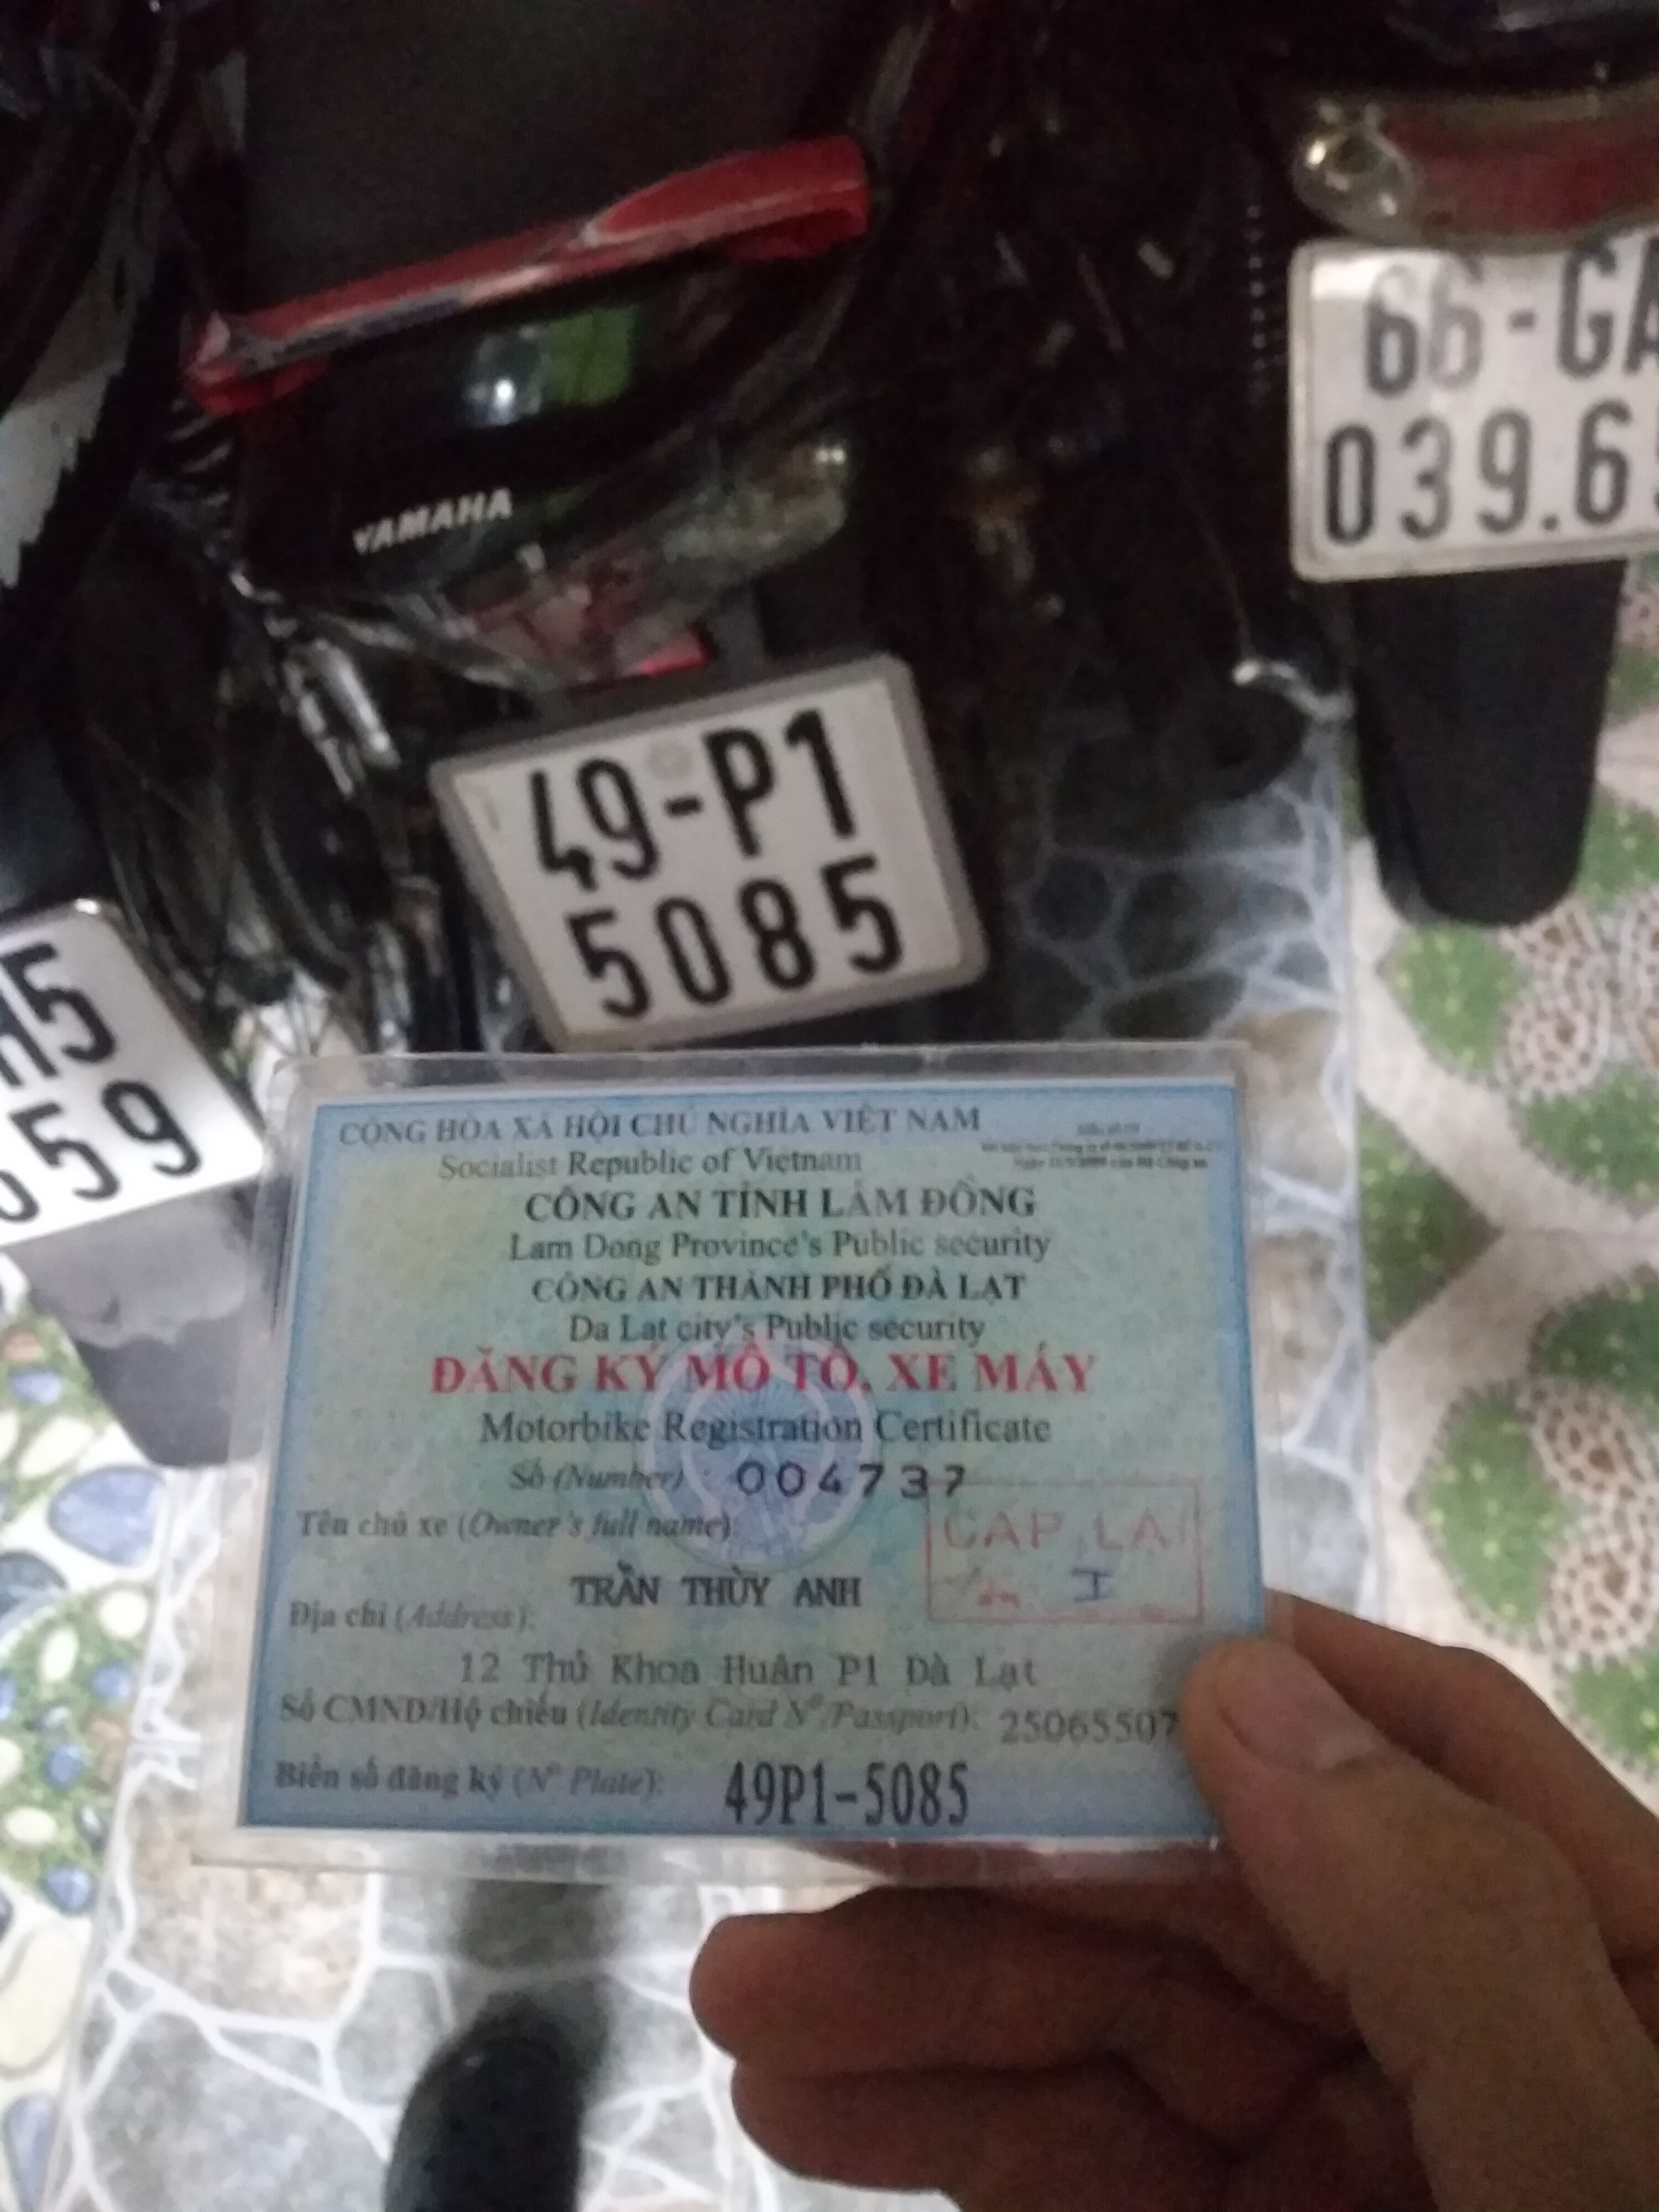 66-GA
039.6
YAMAHA
49-P1
5085
59
CỘNG HÒA XÃ HỘI CHỦ NGHĨA VIỆT NAM
Socialist Republic of Vietnam
CÔNG AN TỈNH LÂM ĐỒNG
Lam Dong Province's Public security
CÔNG AN THÀNH PHỐ ĐÀ LẠT
Da Lat city's Public security
ĐĂNG KÝ MÔ TÔ, XE MÁY
Motorbike Registration Certificate
Số (Number): 004737
Tên chủ xe (Owner's full name):
CẤP LẠI
I
TRẦN THÙY ANH
Địa chỉ (Address):
12 Thủ Khoa Huân P1 Đà Lạt
Số CMND/Hộ chiếu (Identity Card Nº/Passport): 25065507
Biển số đăng ký (Nº Plate): 49P1-5085